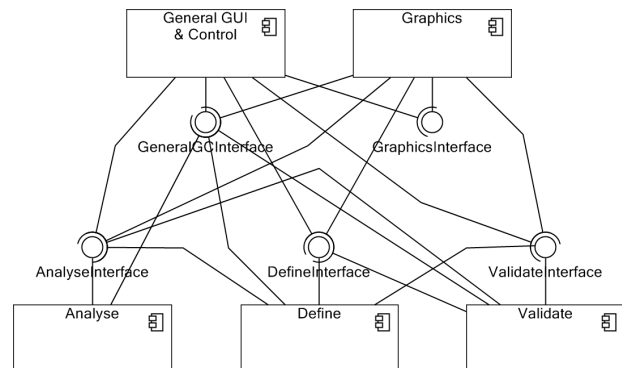 General GUI
& Control
Graphics
GeneralGCInterface
GraphicsInterface
AnalyseInterface
DefineInterface
ValidateInterface
Analyse
Define
Validate